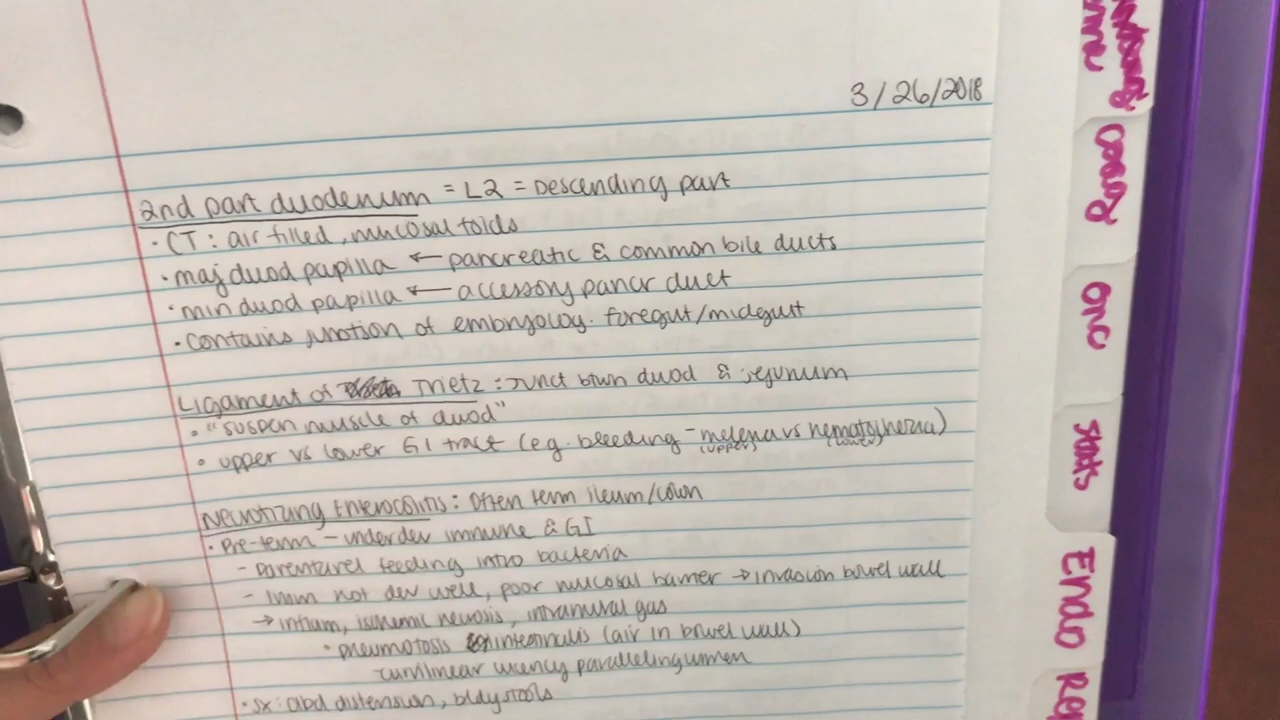 3/26/2018
2nd part duodenum = L2 = Descending part
· CT: air filled, mucosal folds
· maj duod papilla ← pancreatic & common bile ducts
· min duod papilla ← accessory pancr duct
· contains junction of embryoloy. foregut/midgut
Ligament of Trietz: Junct btwn duod & jejunum
· "suspen muscle of duod"
· upper vs lower GI tract (eg. bleeding - melena vs hematochezia)
(upper) (lower)
Necrotizing Enterocolitis: Often term ileum/colon
· Pre-term - underdev immune & GI
- parenteral feeding intro bacteria
- Imm not dev well, poor mucosal barrier → invasion bowel wall
→ inflam, ischemic necrosis, intramural gas
· pneumotosis intestinalis (air in bowel wall)
- curvilinear lucency paralleling lumen
· sx: abd distension, bldy stools
Coag
Onc
Stats
Endo
Rep